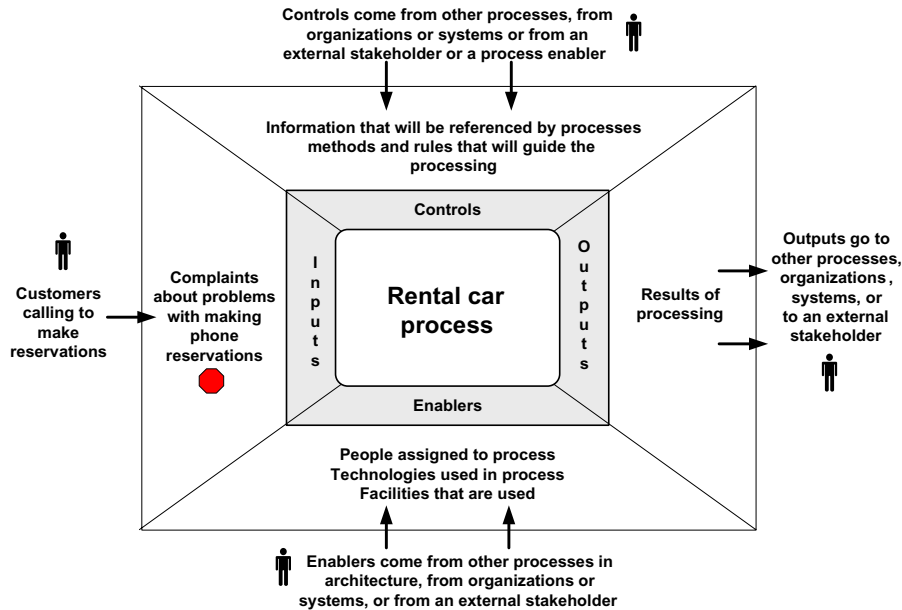 Controls come from other processes, from
organizations or systems or from an
external stakeholder or a process enabler
Information that will be referenced by processes
methods and rules that will guide the
processing
Controls
Customers
calling to
make
reservations
Complaints
about problems
with making
phone
reservations
Inputs
Rental car
process
Outputs
Results of
processing
Outputs go to
other processes,
organizations ,
systems, or
to an external
stakeholder
Enablers
People assigned to process
Technologies used in process
Facilities that are used
Enablers come from other processes in
architecture, from organizations or
systems, or from an external stakeholder